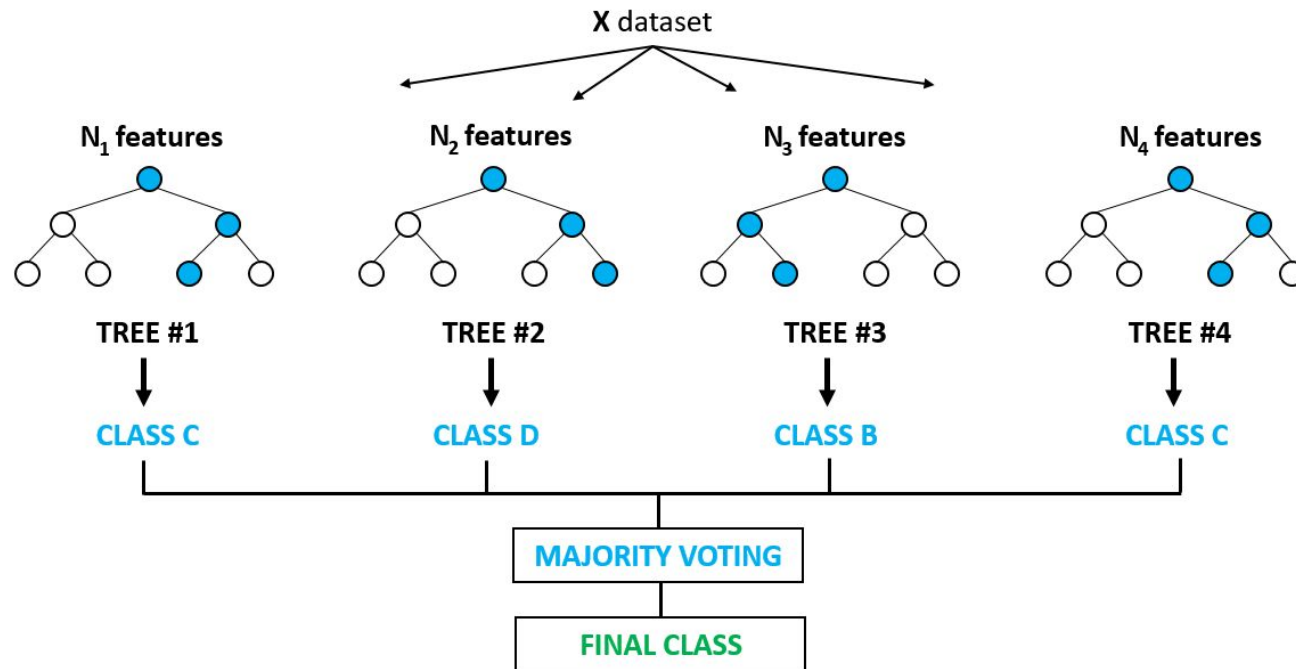 X dataset
N₁ features N₂ features N₃ features N₄ features
TREE #1 TREE #2 TREE #3 TREE #4
CLASS C CLASS D CLASS B CLASS C
MAJORITY VOTING
FINAL CLASS